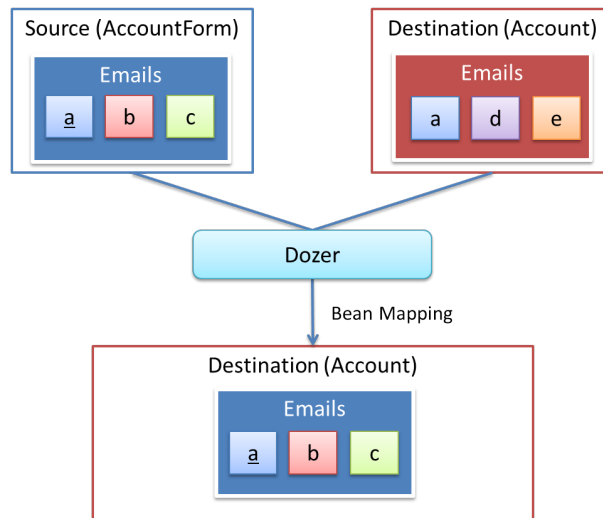 Source (AccountForm)
Emails
a b c
Destination (Account)
Emails
a d e
Dozer
Bean Mapping
Destination (Account)
Emails
a b c